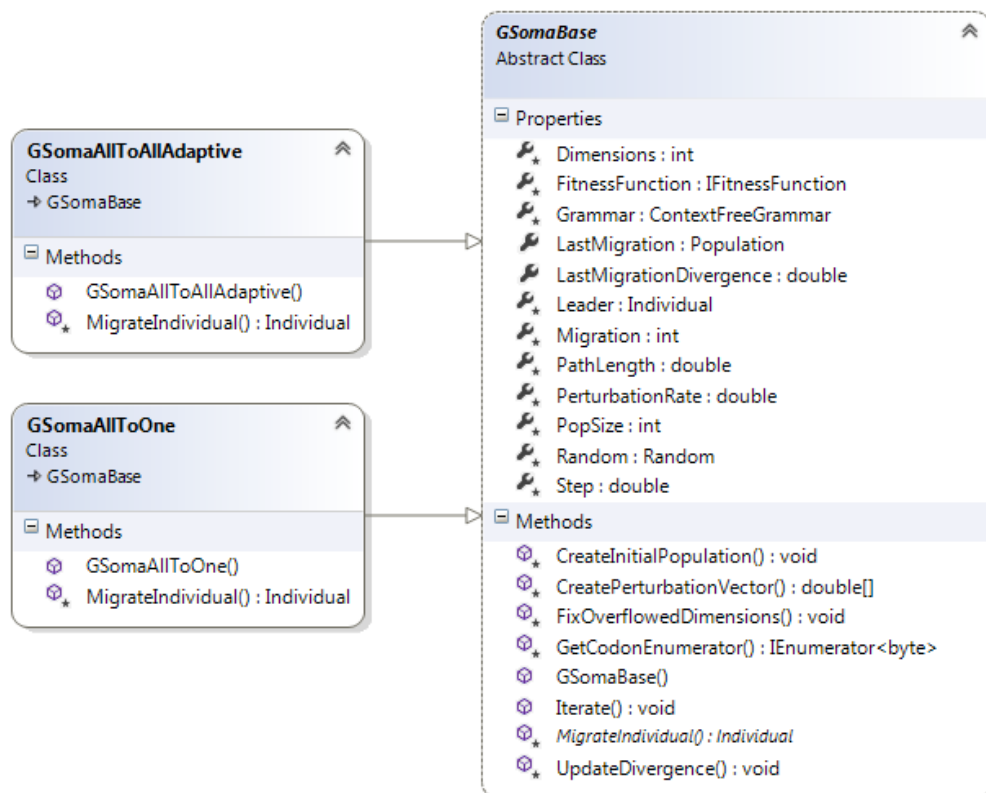 GSomaAllToAllAdaptive
Class
GSomaBase
Methods
GSomaAllToAllAdaptive()
MigrateIndividual() : Individual
GSomaAllToOne
Class
GSomaBase
Methods
GSomaAllToOne()
MigrateIndividual() : Individual
GSomaBase
Abstract Class
Properties
Dimensions : int
FitnessFunction : IFitnessFunction
Grammar : ContextFreeGrammar
LastMigration : Population
LastMigrationDivergence : double
Leader : Individual
Migration : int
PathLength : double
PerturbationRate : double
PopSize : int
Random : Random
Step : double
Methods
CreateInitialPopulation() : void
CreatePerturbationVector() : double[]
FixOverflowedDimensions() : void
GetCodonEnumerator() : IEnumerator<byte>
GSomaBase()
Iterate() : void
MigrateIndividual() : Individual
UpdateDivergence() : void